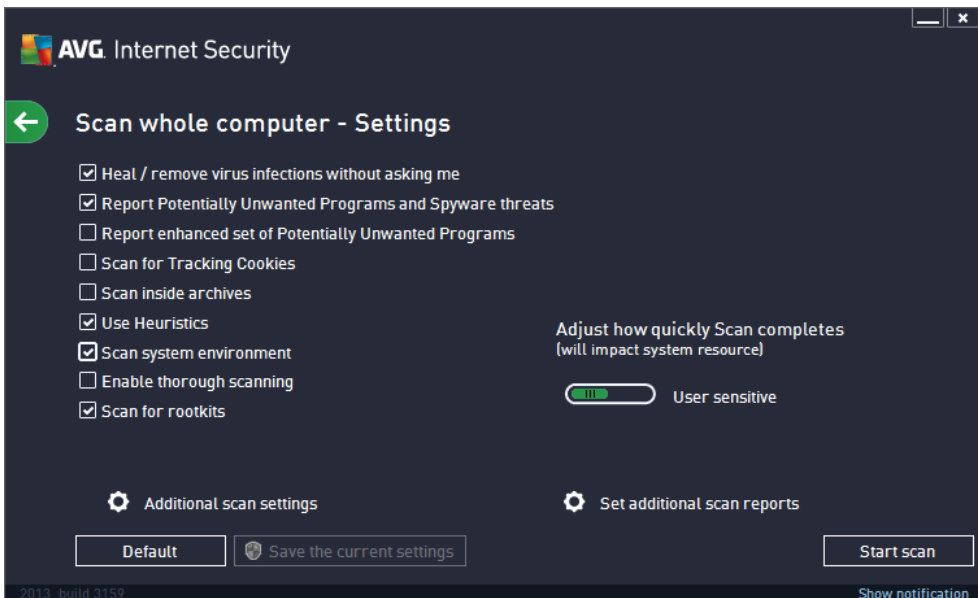 AVG. Internet Security
Scan whole computer - Settings
Heal / remove virus infections without asking me
Report Potentially Unwanted Programs and Spyware threats
Report enhanced set of Potentially Unwanted Programs
Scan for Tracking Cookies
Scan inside archives
Use Heuristics
Scan system environment
Enable thorough scanning
Scan for rootkits
Adjust how quickly Scan completes
(will impact system resource)
User sensitive
Additional scan settings
Set additional scan reports
Default
Save the current settings
Start scan
2013 build 3159
Show notification